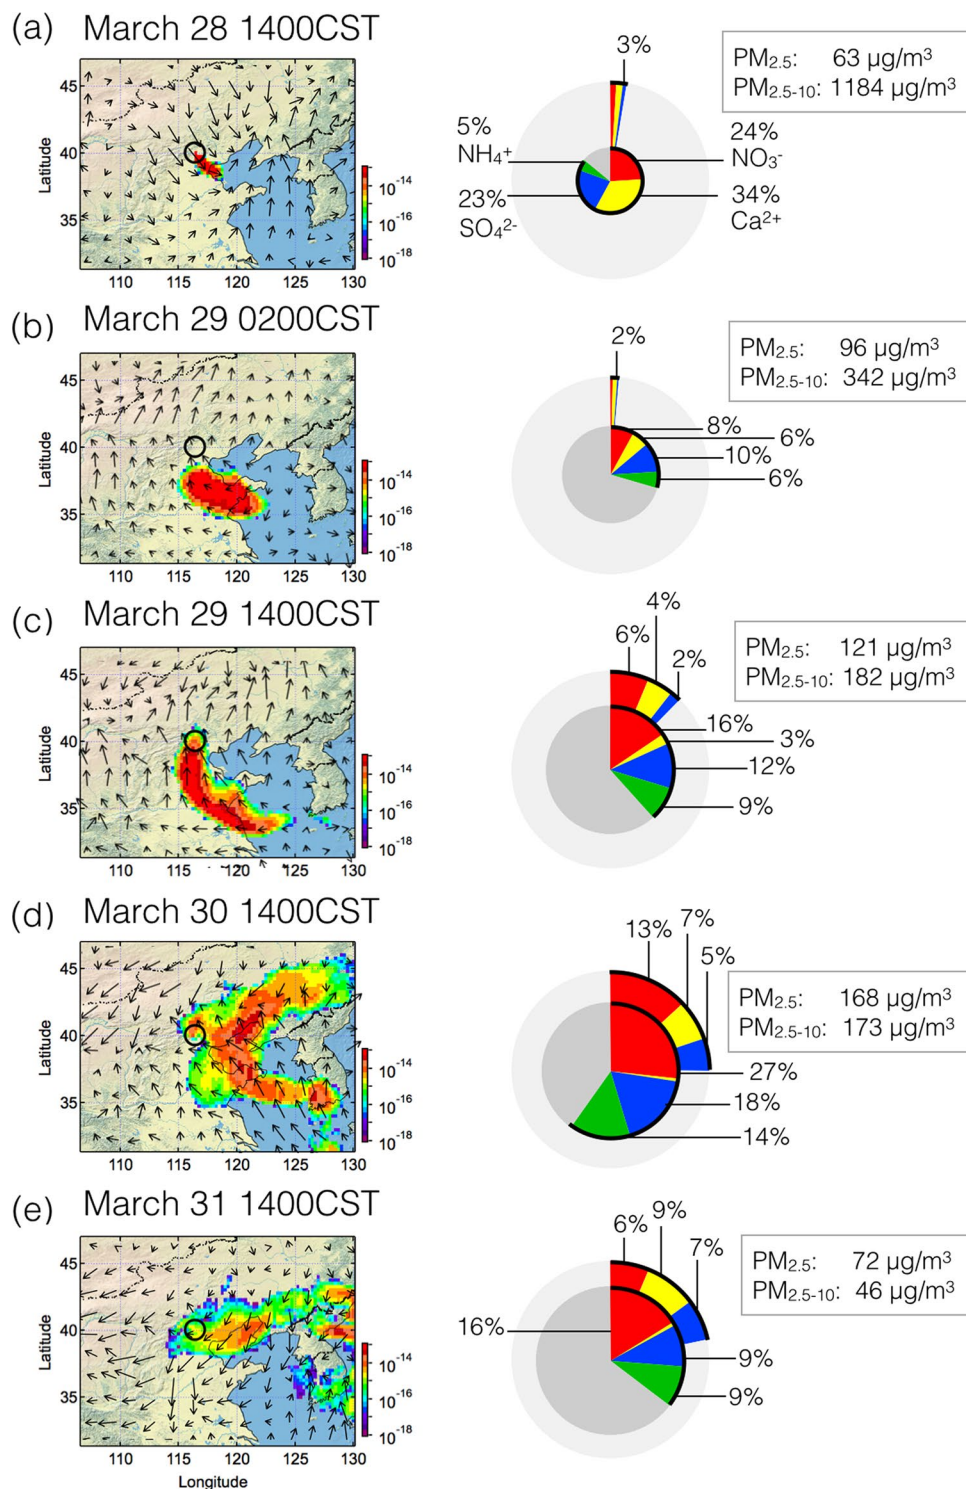 (a) March 28 1400CST
45
40
35
Latitude
110 115 120 125 130
10-14
10-16
10-18
3%
PM2.5: 63 µg/m³
PM2.5-10: 1184 µg/m³
5%
NH₄⁺
23%
SO₄²⁻
24%
NO₃⁻
34%
Ca²⁺
(b) March 29 0200CST
45
40
35
Latitude
110 115 120 125 130
10-14
10-16
10-18
2%
PM2.5: 96 µg/m³
PM2.5-10: 342 µg/m³
8%
6%
10%
6%
(c) March 29 1400CST
45
40
35
Latitude
110 115 120 125 130
10-14
10-16
10-18
4%
6%
2%
PM2.5: 121 µg/m³
PM2.5-10: 182 µg/m³
16%
3%
12%
9%
(d) March 30 1400CST
45
40
35
Latitude
110 115 120 125 130
10-14
10-16
10-18
7%
13%
5%
PM2.5: 168 µg/m³
PM2.5-10: 173 µg/m³
27%
18%
14%
(e) March 31 1400CST
45
40
35
Latitude
110 115 120 125 130
Longitude
10-14
10-16
10-18
9%
6%
7%
PM2.5: 72 µg/m³
PM2.5-10: 46 µg/m³
16%
9%
9%